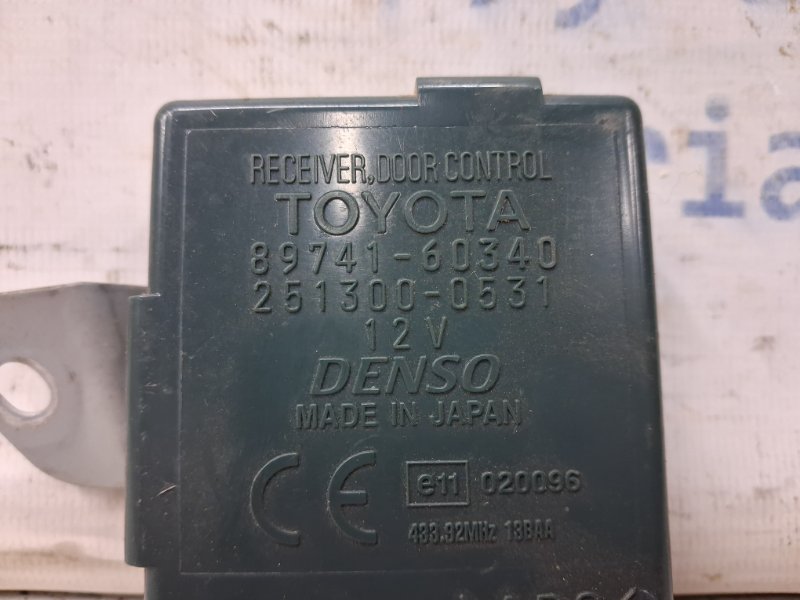 RECEIVER, DOOR CONTROL
TOYOTA
89741-60340
251300-0531
12V
DENSO
MADE IN JAPAN
CE e11 020096
433.92MHz 13BAA